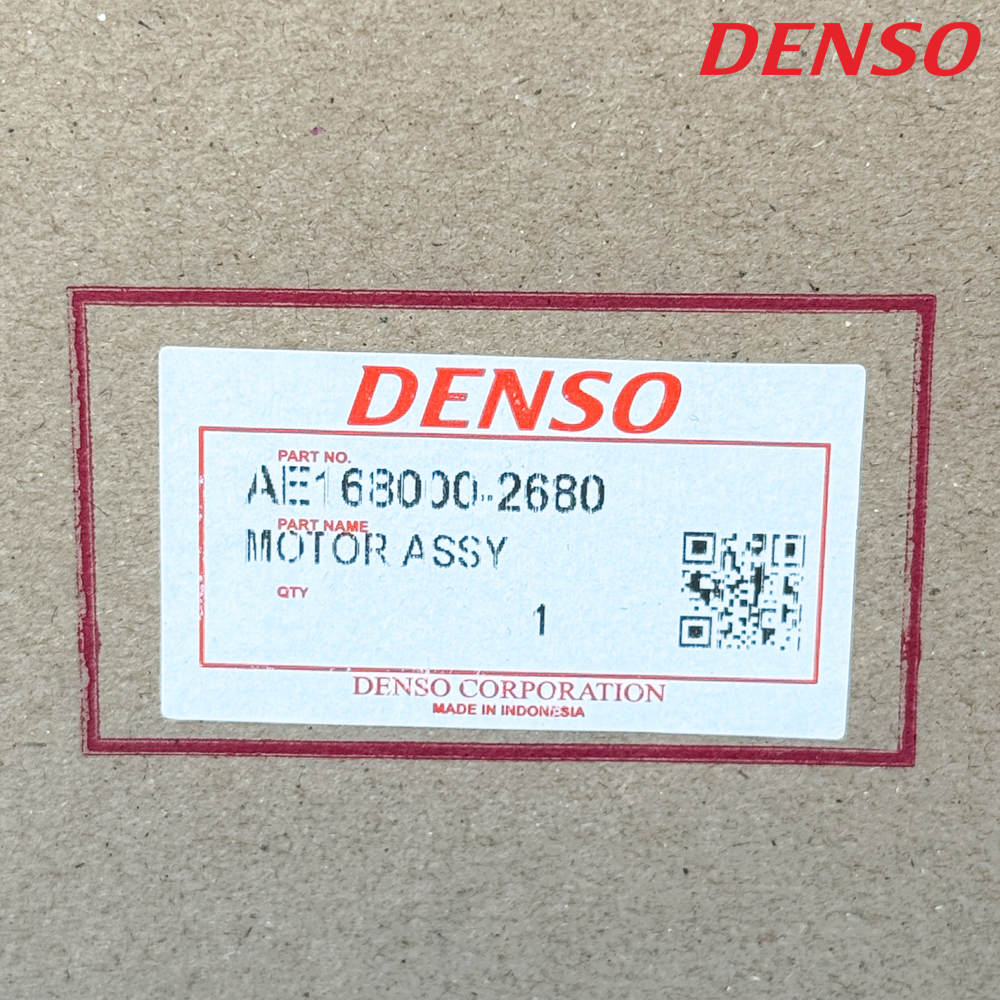 DENSO
DENSO
PART NO.
AE168000-2680
PART NAME
MOTOR ASSY
QTY
1
DENSO CORPORATION
MADE IN INDONESIA